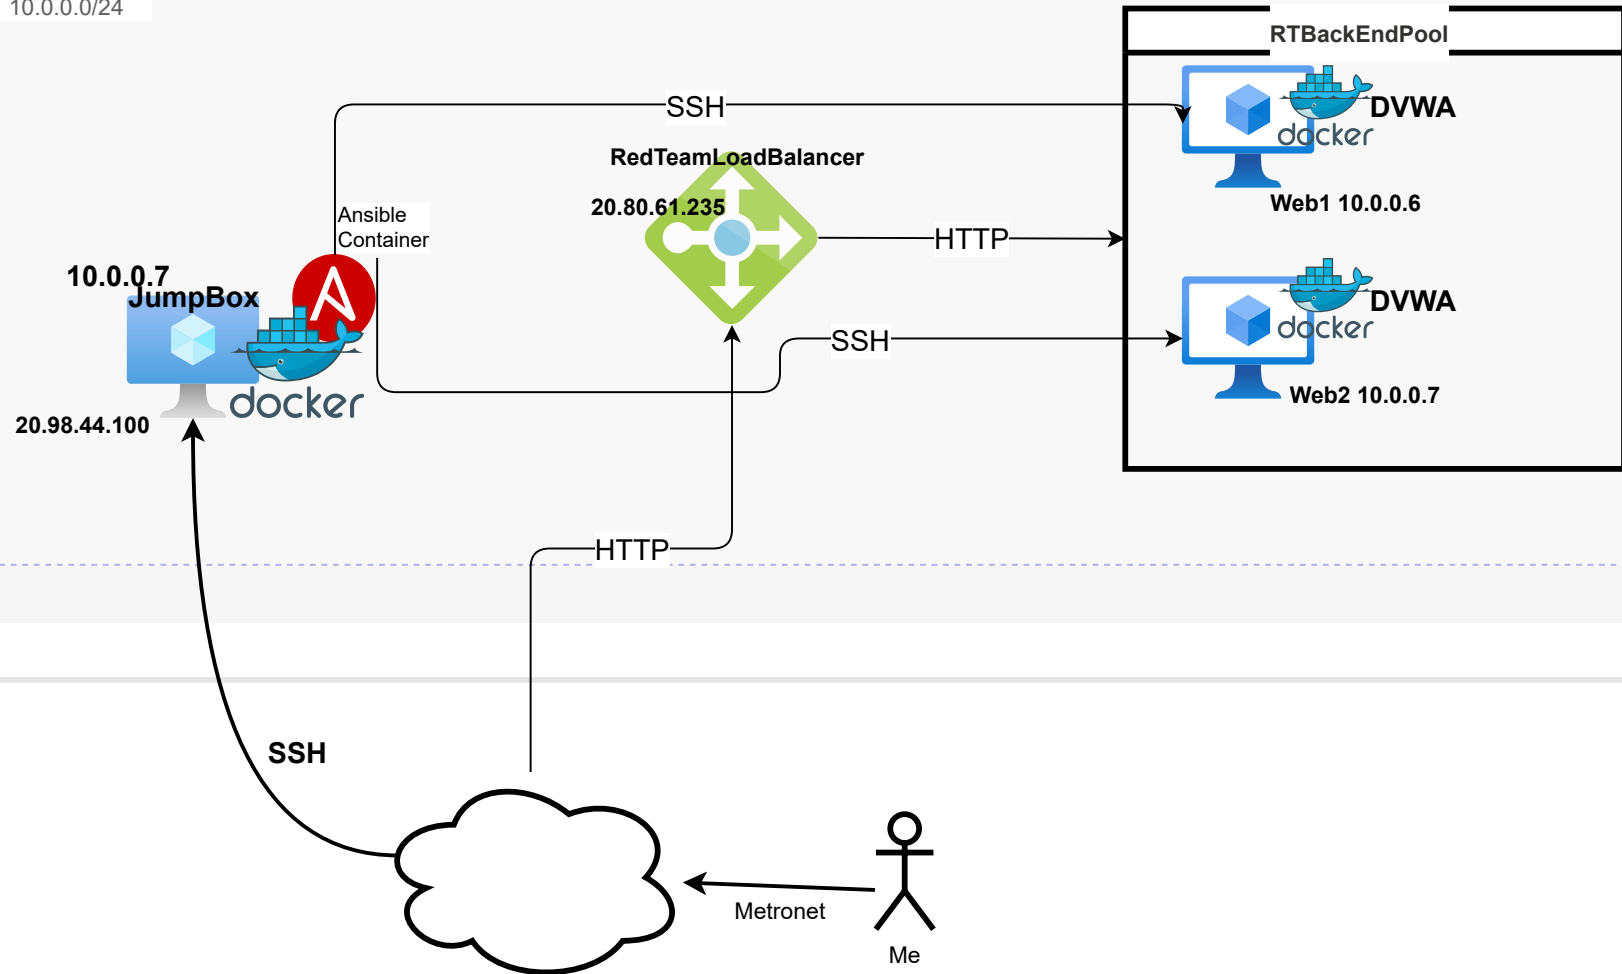 10.0.0.0/24
RTBackEndPool
SSH
docker
DVWA
RedTeamLoadBalancer
20.80.61.235
Web1 10.0.0.6
Ansible
Container
HTTP
10.0.0.7
JumpBox
docker
DVWA
SSH
docker
Web2 10.0.0.7
20.98.44.100
HTTP
SSH
Metronet
Me